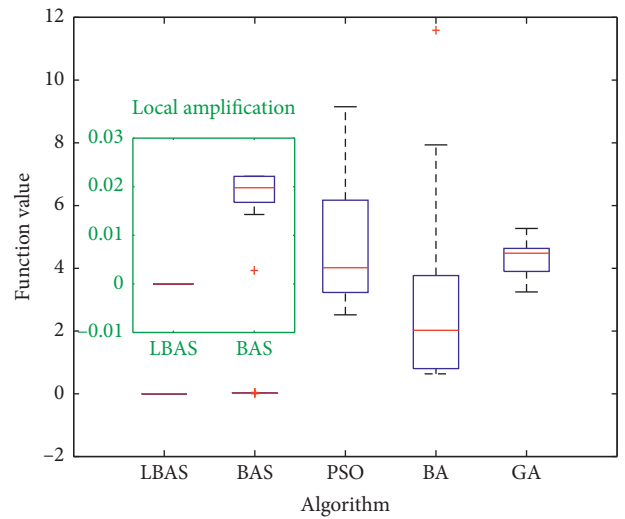 12
10
8
6
4
2
0
−2
Function value
Local amplification
0.03
0.02
0.01
0
−0.01
LBAS BAS
LBAS BAS PSO BA GA
Algorithm